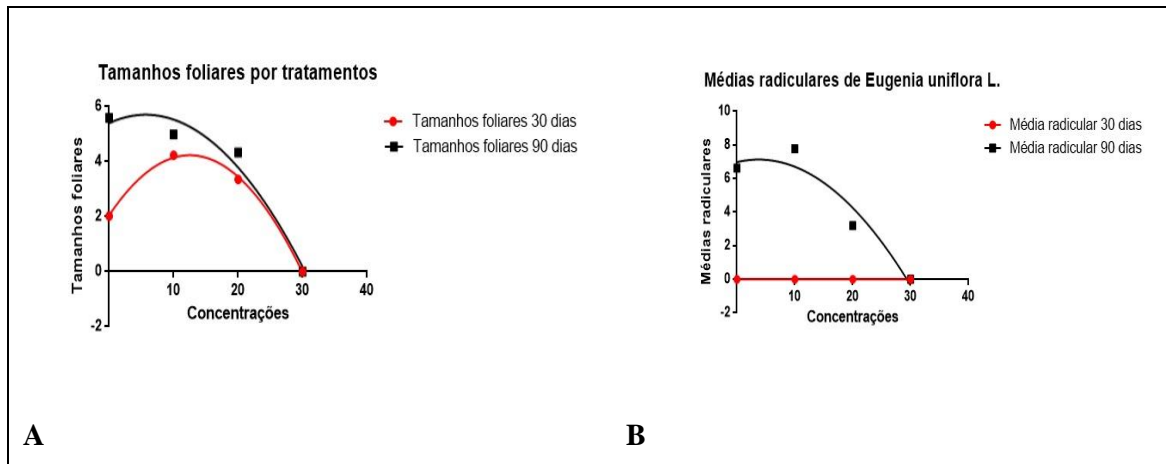 Tamanhos foliares por tratamentos
6
4
2
0
-2
Tamanhos foliares
10
20
30
40
Concentrações
Tamanhos foliares 30 dias
Tamanhos foliares 90 dias
A
Médias radiculares de Eugenia uniflora L.
10
8
6
4
2
0
-2
Médias radiculares
10
20
30
40
Concentrações
Média radicular 30 dias
Média radicular 90 dias
B